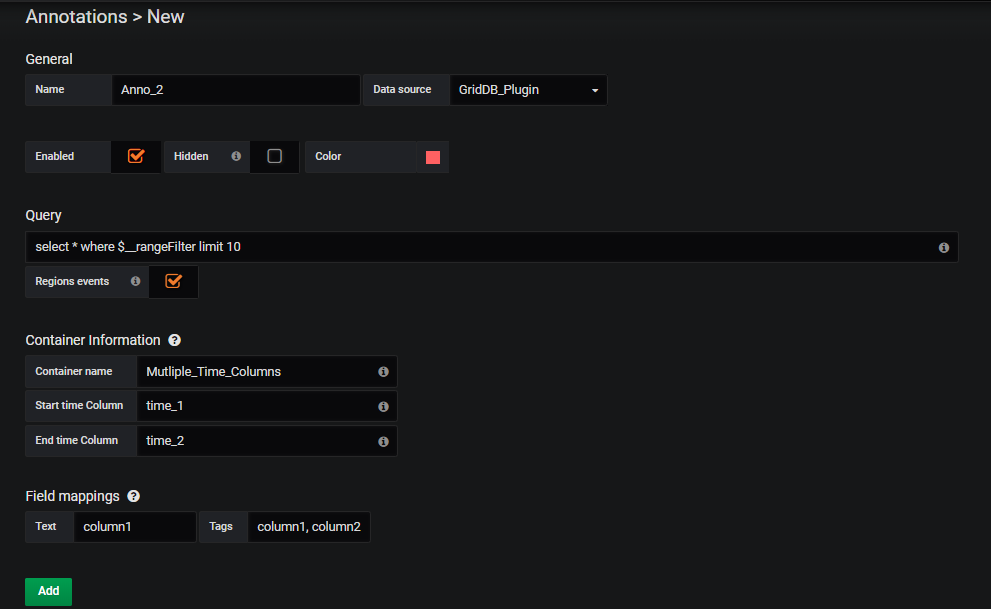 Annotations > New
General
Name Anno_2 Data source GridDB_Plugin
Enabled Hidden Color
Query
select * where $__rangeFilter limit 10
Regions events
Container Information
Container name Mutliple_Time_Columns
Start time Column time_1
End time Column time_2
Field mappings
Text column1 Tags column1, column2
Add